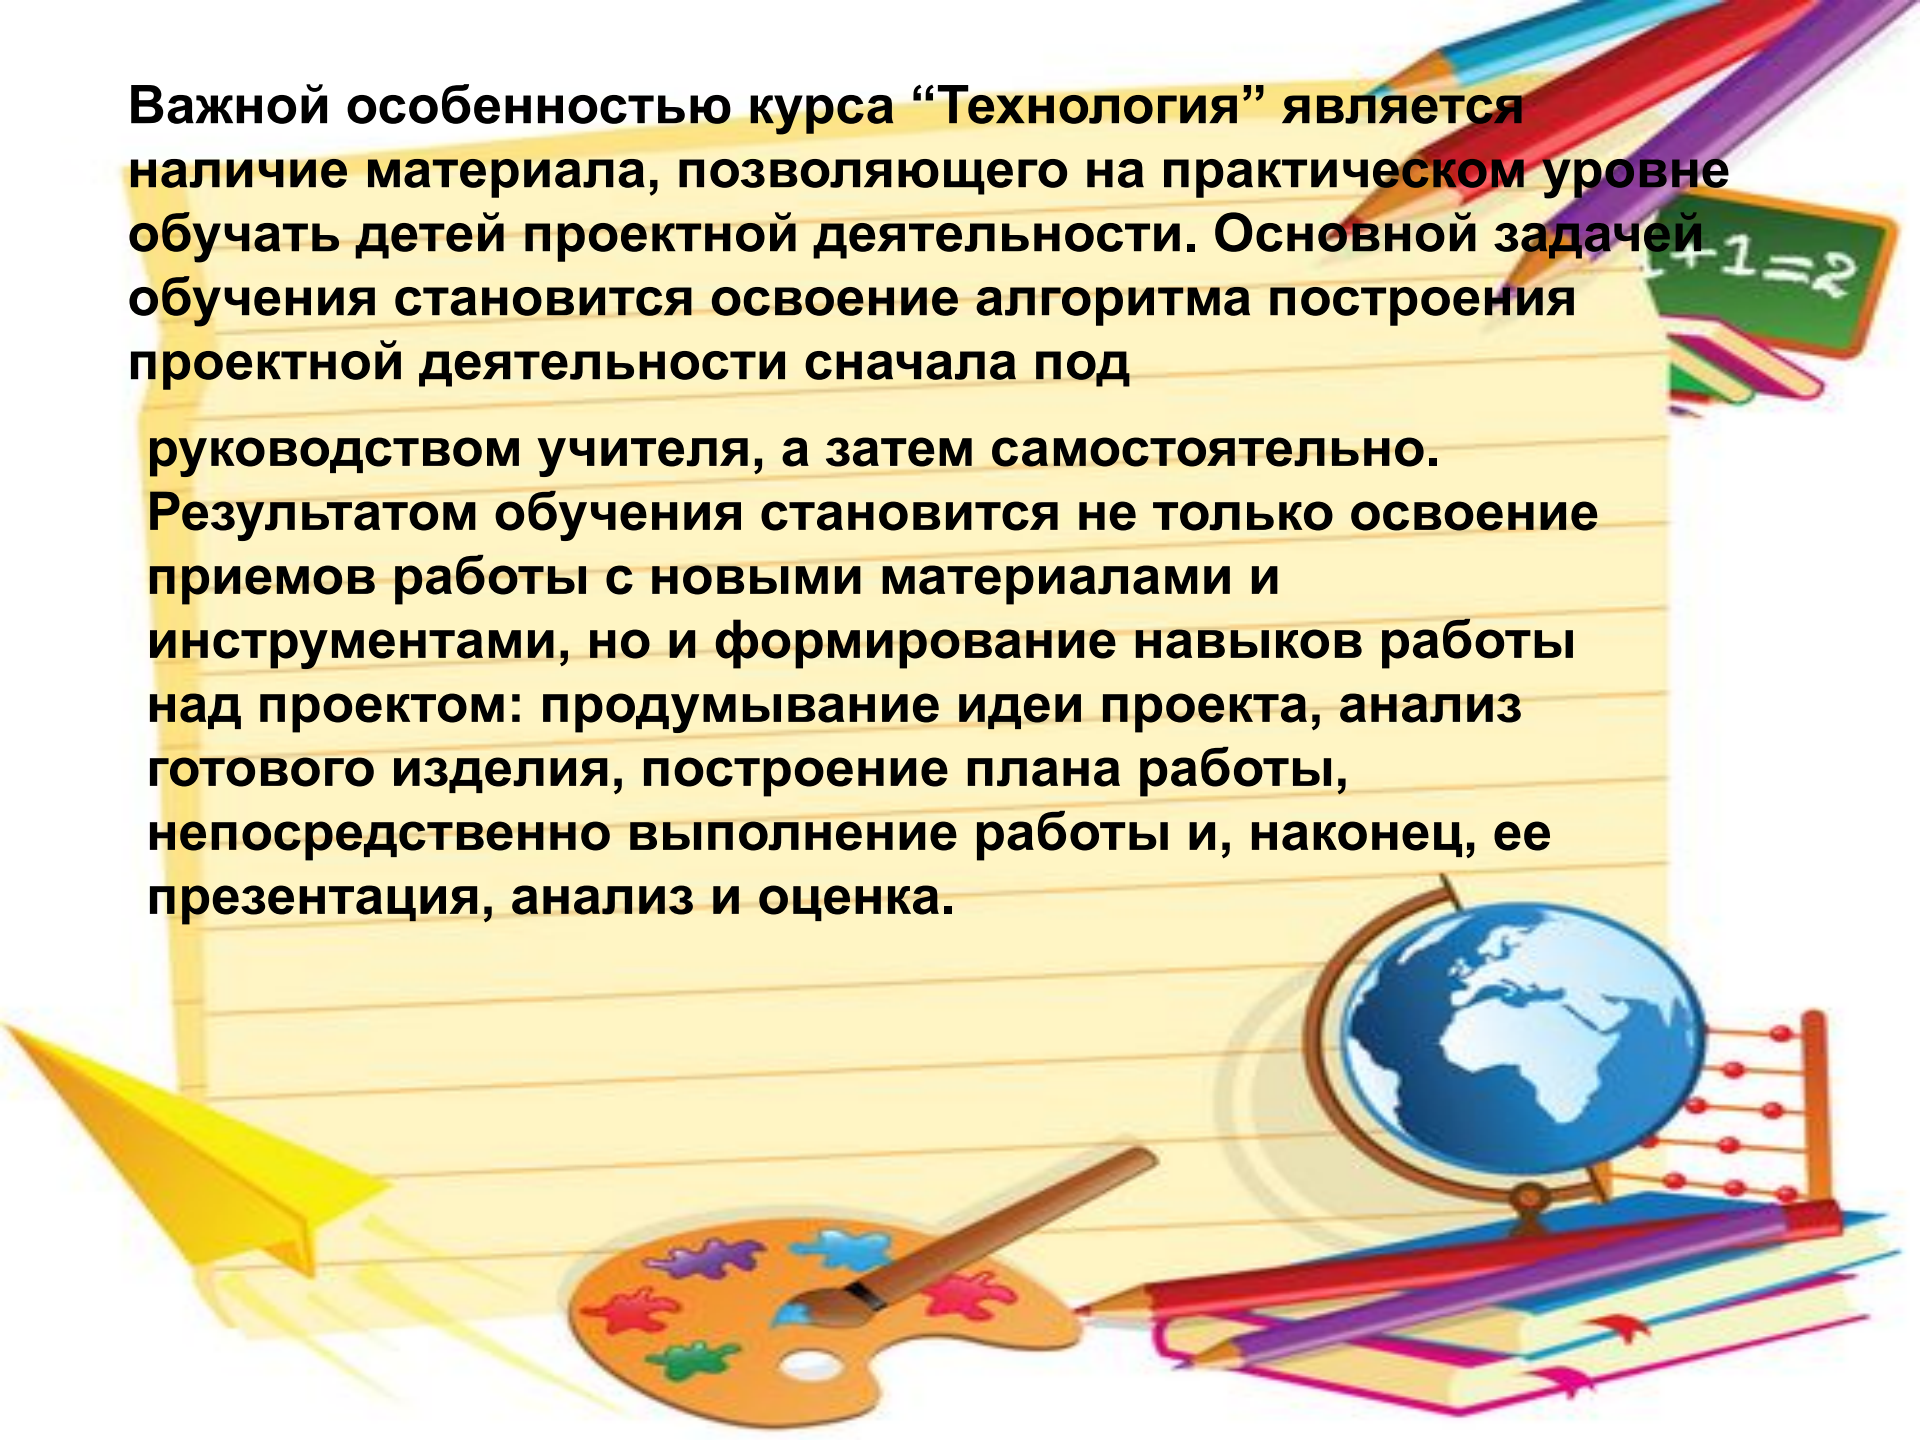 Важной особенностью курса “Технология” является
наличие материала, позволяющего на практическом уровне
обучать детей проектной деятельности. Основной задачей
обучения становится освоение алгоритма построения
проектной деятельности сначала под
руководством учителя, а затем самостоятельно.
Результатом обучения становится не только освоение
приемов работы с новыми материалами и
инструментами, но и формирование навыков работы
над проектом: продумывание идеи проекта, анализ
готового изделия, построение плана работы,
непосредственно выполнение работы и, наконец, ее
презентация, анализ и оценка.
1+1=2